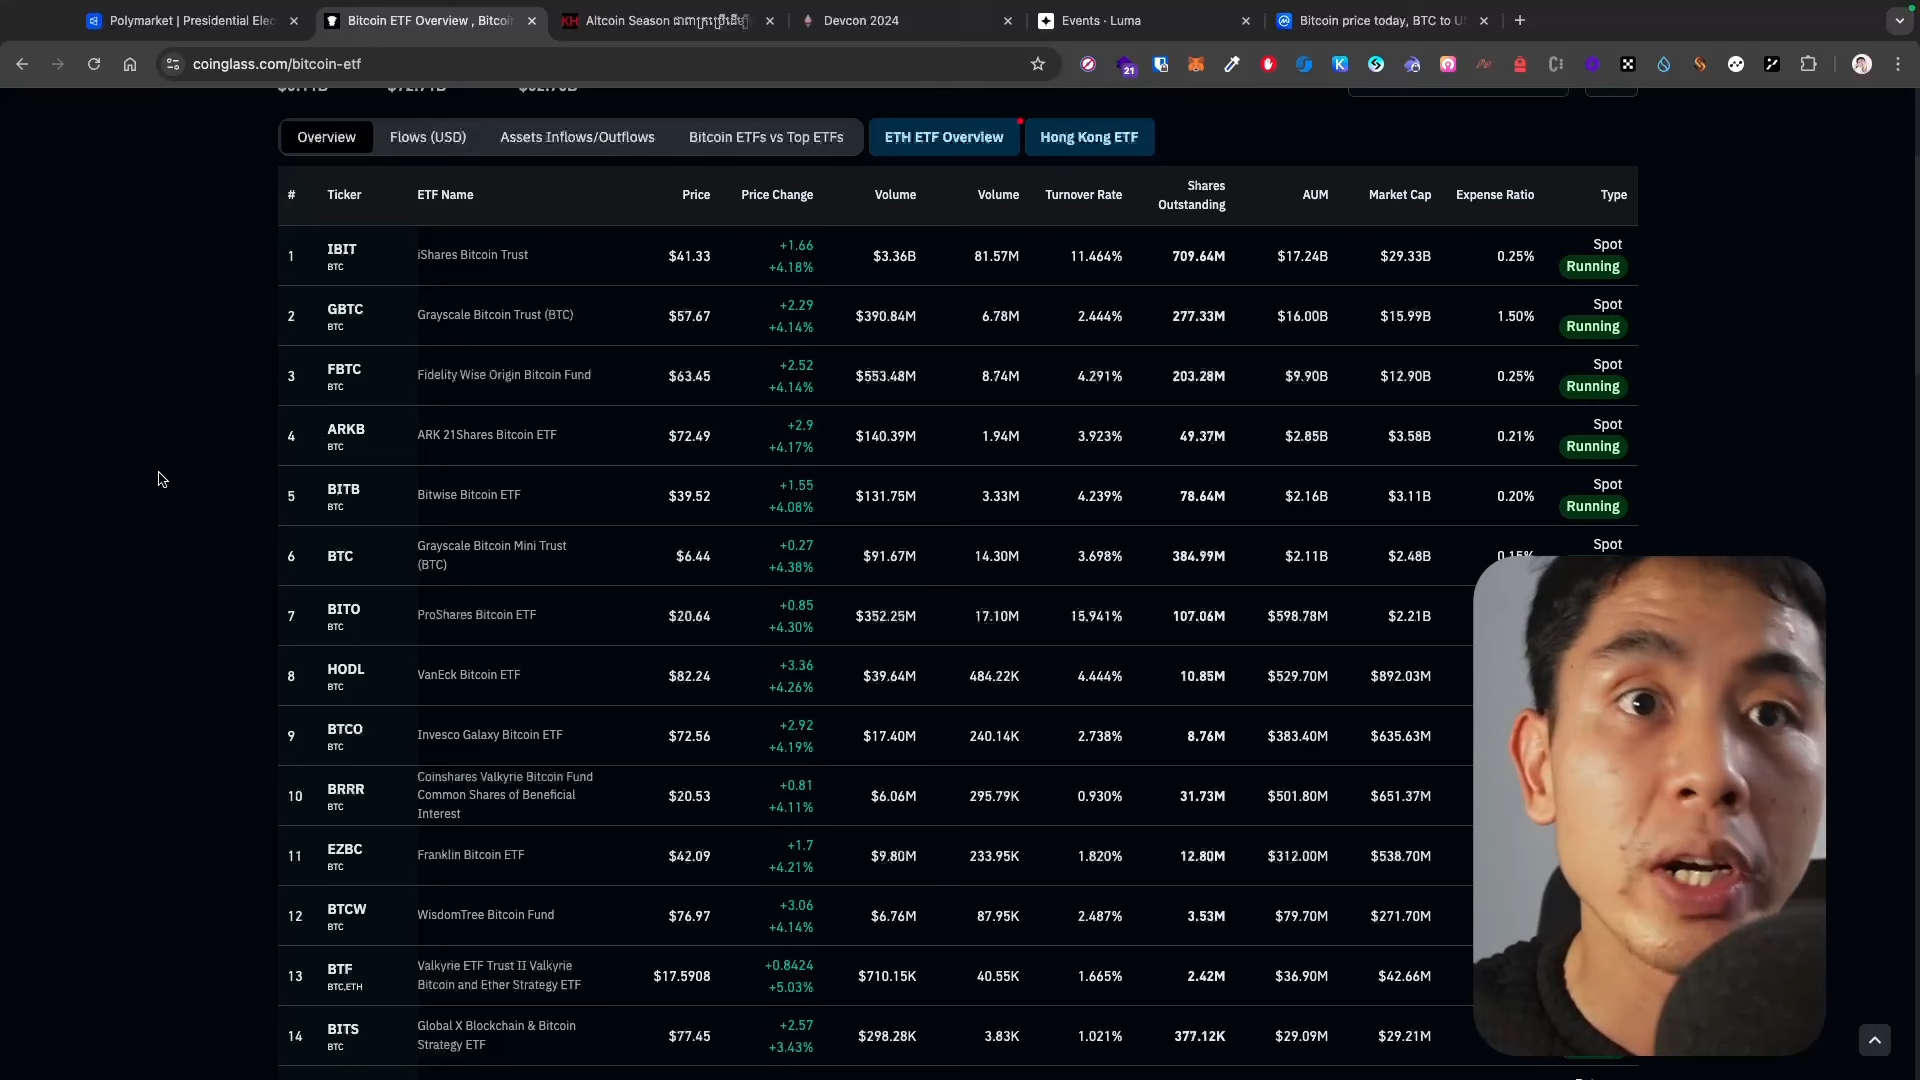 Polymarket | Presidential Elec
Bitcoin ETF Overview , Bitcoi
Altcoin Season
Devcon 2024
Events · Luma
Bitcoin price today, BTC to U
coinglass.com/bitcoin-etf
21
Overview
Flows (USD)
Assets Inflows/Outflows
Bitcoin ETFs vs Top ETFs
ETH ETF Overview
Hong Kong ETF
# Ticker ETF Name Price Price Change Volume Volume Turnover Rate Shares Outstanding AUM Market Cap Expense Ratio Type
1 IBIT BTC iShares Bitcoin Trust $41.33 +1.66 +4.18% $3.36B 81.57M 11.464% 709.64M $17.24B $29.33B 0.25% Spot Running
2 GBTC BTC Grayscale Bitcoin Trust (BTC) $57.67 +2.29 +4.14% $390.84M 6.78M 2.444% 277.33M $16.00B $15.99B 1.50% Spot Running
3 FBTC BTC Fidelity Wise Origin Bitcoin Fund $63.45 +2.52 +4.14% $553.48M 8.74M 4.291% 203.28M $9.90B $12.90B 0.25% Spot Running
4 ARKB BTC ARK 21Shares Bitcoin ETF $72.49 +2.9 +4.17% $140.39M 1.94M 3.923% 49.37M $2.85B $3.58B 0.21% Spot Running
5 BITB BTC Bitwise Bitcoin ETF $39.52 +1.55 +4.08% $131.75M 3.33M 4.239% 78.64M $2.16B $3.11B 0.20% Spot Running
6 BTC Grayscale Bitcoin Mini Trust (BTC) $6.44 +0.27 +4.38% $91.67M 14.30M 3.698% 384.99M $2.11B $2.48B 0.15% Spot
7 BITO BTC ProShares Bitcoin ETF $20.64 +0.85 +4.30% $352.25M 17.10M 15.941% 107.06M $598.78M $2.21B
8 HODL BTC VanEck Bitcoin ETF $82.24 +3.36 +4.26% $39.64M 484.22K 4.444% 10.85M $529.70M $892.03M
9 BTCO BTC Invesco Galaxy Bitcoin ETF $72.56 +2.92 +4.19% $17.40M 240.14K 2.738% 8.76M $383.40M $635.63M
10 BRRR BTC Coinshares Valkyrie Bitcoin Fund Common Shares of Beneficial Interest $20.53 +0.81 +4.11% $6.06M 295.79K 0.930% 31.73M $501.80M $651.37M
11 EZBC BTC Franklin Bitcoin ETF $42.09 +1.7 +4.21% $9.80M 233.95K 1.820% 12.80M $312.00M $538.70M
12 BTCW BTC WisdomTree Bitcoin Fund $76.97 +3.06 +4.14% $6.76M 87.95K 2.487% 3.53M $79.70M $271.70M
13 BTF BTC,ETH Valkyrie ETF Trust II Valkyrie Bitcoin and Ether Strategy ETF $17.5908 +0.8424 +5.03% $710.15K 40.55K 1.665% 2.42M $36.90M $42.66M
14 BITS BTC Global X Blockchain & Bitcoin Strategy ETF $77.45 +2.57 +3.43% $298.28K 3.83K 1.021% 377.12K $29.09M $29.21M